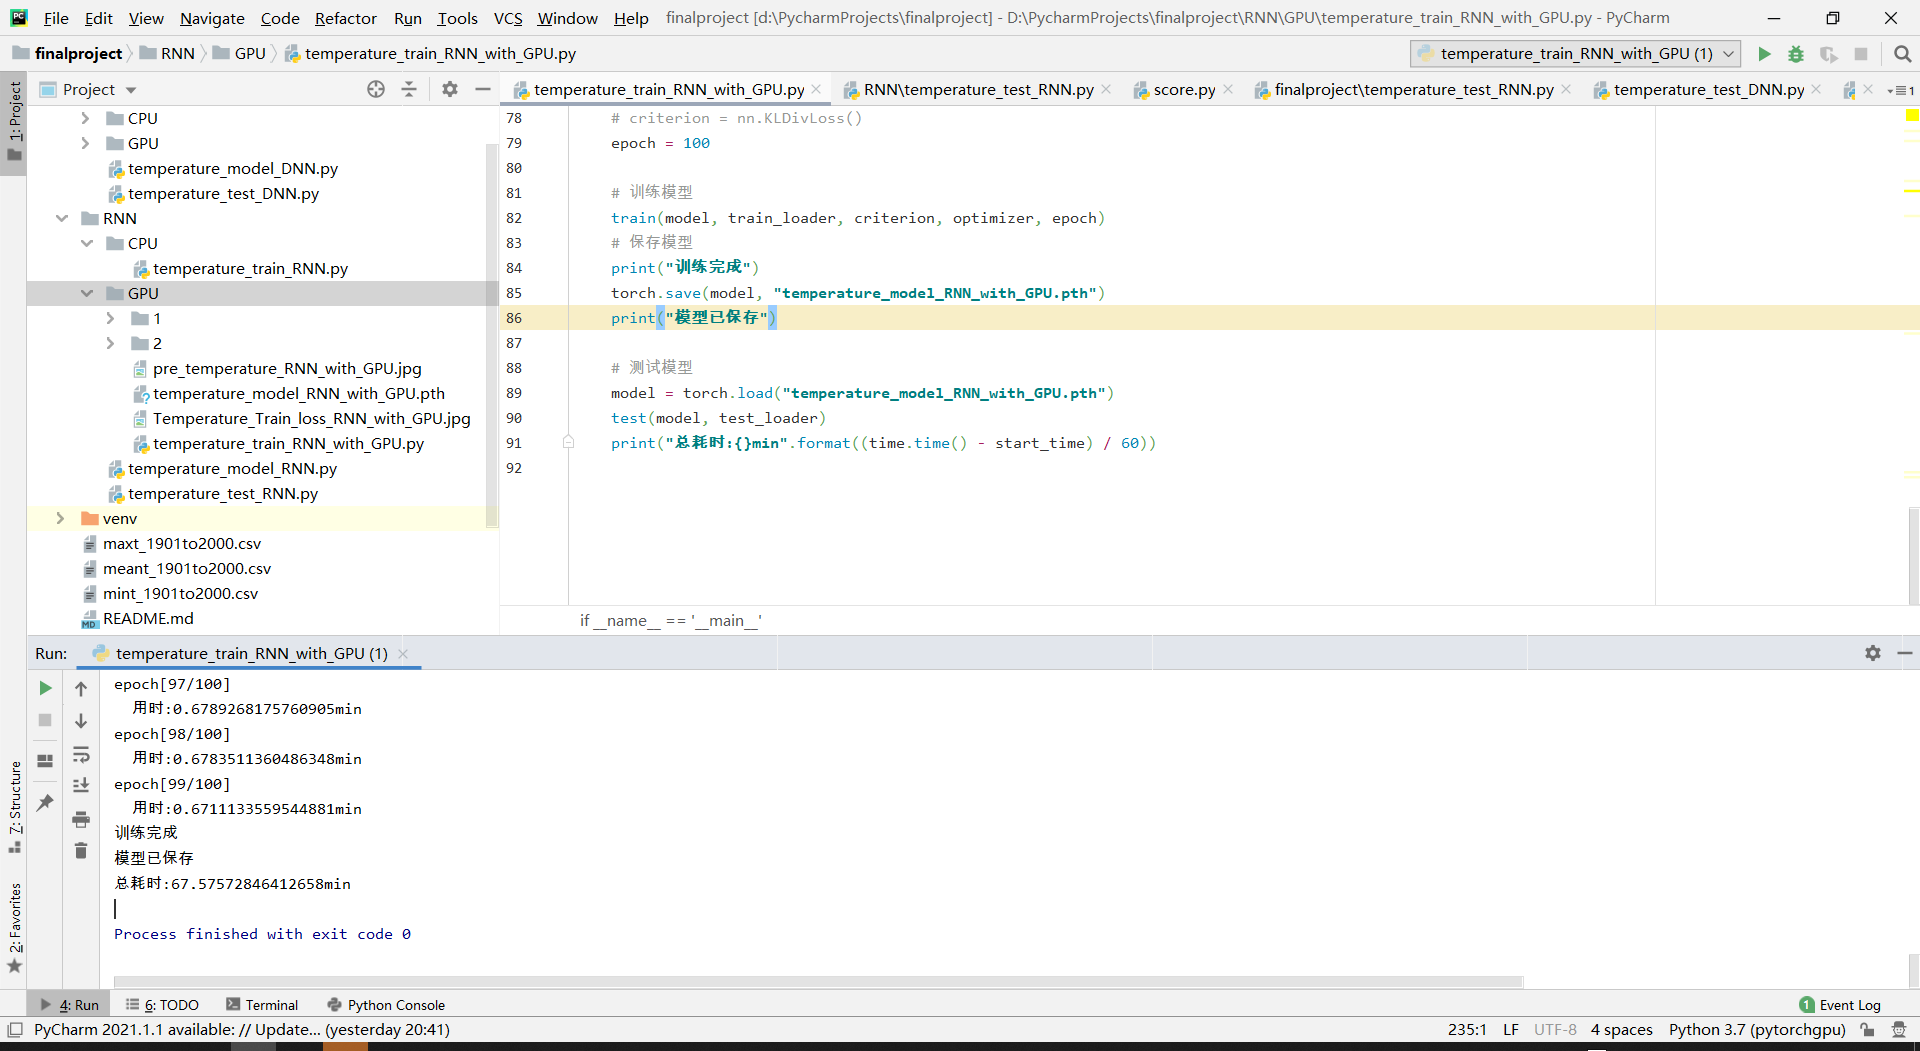 File Edit View Navigate Code Refactor Run Tools VCS Window Help finalproject [d:\PycharmProjects\finalproject] - D:\PycharmProjects\finalproject\RNN\GPU\temperature_train_RNN_with_GPU.py - PyCharm
finalproject RNN GPU temperature_train_RNN_with_GPU.py
temperature_train_RNN_with_GPU (1)
1: Project
Project
temperature_train_RNN_with_GPU.py RNN\temperature_test_RNN.py score.py finalproject\temperature_test_RNN.py temperature_test_DNN.py 1
CPU
GPU
temperature_model_DNN.py
temperature_test_DNN.py
RNN
CPU
temperature_train_RNN.py
GPU
1
2
pre_temperature_RNN_with_GPU.jpg
temperature_model_RNN_with_GPU.pth
Temperature_Train_loss_RNN_with_GPU.jpg
temperature_train_RNN_with_GPU.py
temperature_model_RNN.py
temperature_test_RNN.py
venv
maxt_1901to2000.csv
meant_1901to2000.csv
mint_1901to2000.csv
README.md
78 # criterion = nn.KLDivLoss()
79 epoch = 100
80
81 # 训练模型
82 train(model, train_loader, criterion, optimizer, epoch)
83 # 保存模型
84 print("训练完成")
85 torch.save(model, "temperature_model_RNN_with_GPU.pth")
86 print("模型已保存")
87
88 # 测试模型
89 model = torch.load("temperature_model_RNN_with_GPU.pth")
90 test(model, test_loader)
91 print("总耗时:{}min".format((time.time() - start_time) / 60))
92
if __name__ == '__main__'
Run: temperature_train_RNN_with_GPU (1)
epoch[97/100]
用时:0.6789268175760905min
epoch[98/100]
用时:0.6783511360486348min
epoch[99/100]
用时:0.6711133559544881min
训练完成
模型已保存
总耗时:67.57572846412658min
Process finished with exit code 0
7: Structure
2: Favorites
4: Run 6: TODO Terminal Python Console 1 Event Log
PyCharm 2021.1.1 available: // Update... (yesterday 20:41) 235:1 LF UTF-8 4 spaces Python 3.7 (pytorchgpu)